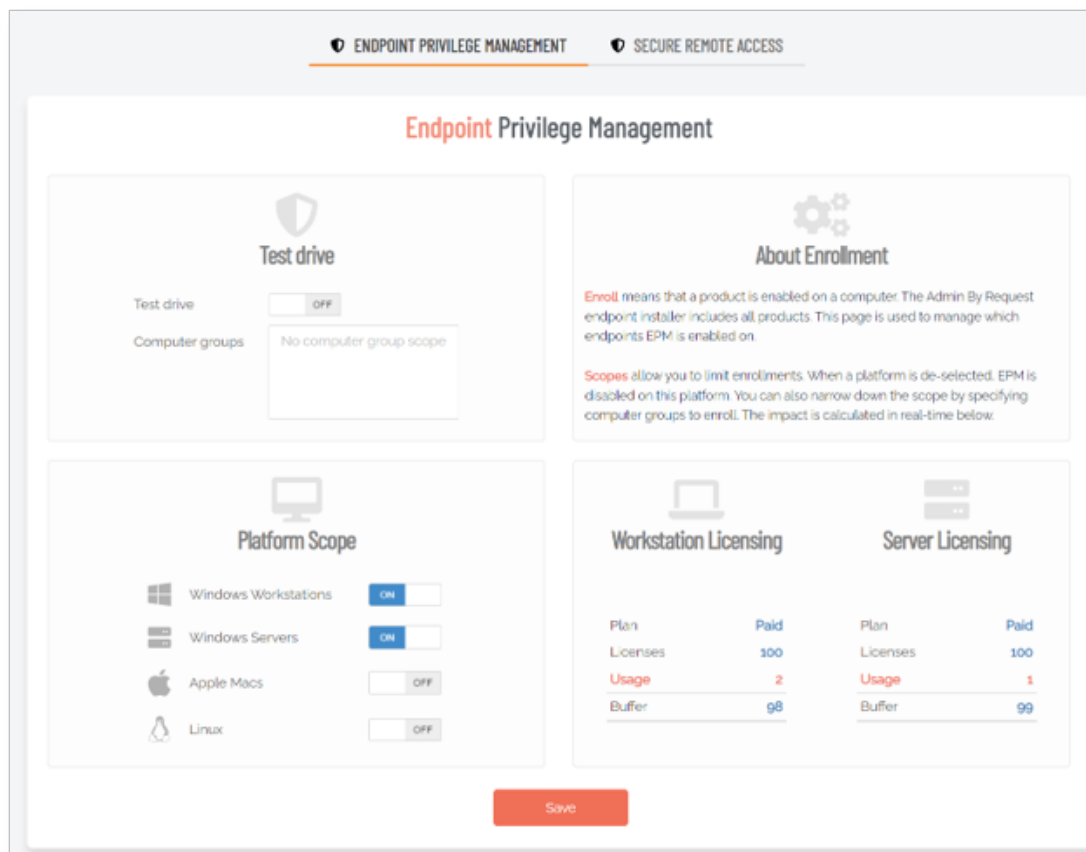 ENDPOINT PRIVILEGE MANAGEMENT
SECURE REMOTE ACCESS
Endpoint Privilege Management
Test drive
Test drive OFF
Computer groups No computer group scope
About Enrollment
Enroll means that a product is enabled on a computer. The Admin By Request
endpoint installer includes all products. This page is used to manage which
endpoints EPM is enabled on.
Scopes allow you to limit enrollments. When a platform is de-selected, EPM is
disabled on this platform. You can also narrow down the scope by specifying
computer groups to enroll. The impact is calculated in real-time below.
Platform Scope
Windows Workstations ON
Windows Servers ON
Apple Macs OFF
Linux OFF
Workstation Licensing
Plan Paid
Licenses 100
Usage 2
Buffer 98
Server Licensing
Plan Paid
Licenses 100
Usage 1
Buffer 99
Save